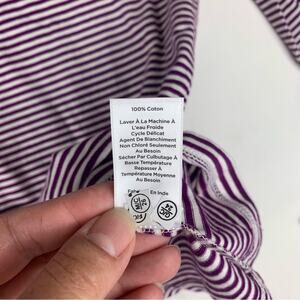 100% Coton
Laver À La Machine À
L'eau Froide
Cycle Délicat
Agent De Blanchiment
Non Chloré Seulement
Au Besoin
Sécher Par Culbutage À
Basse Température
Repasser À
Température Moyenne
Au Besoin
En Inde